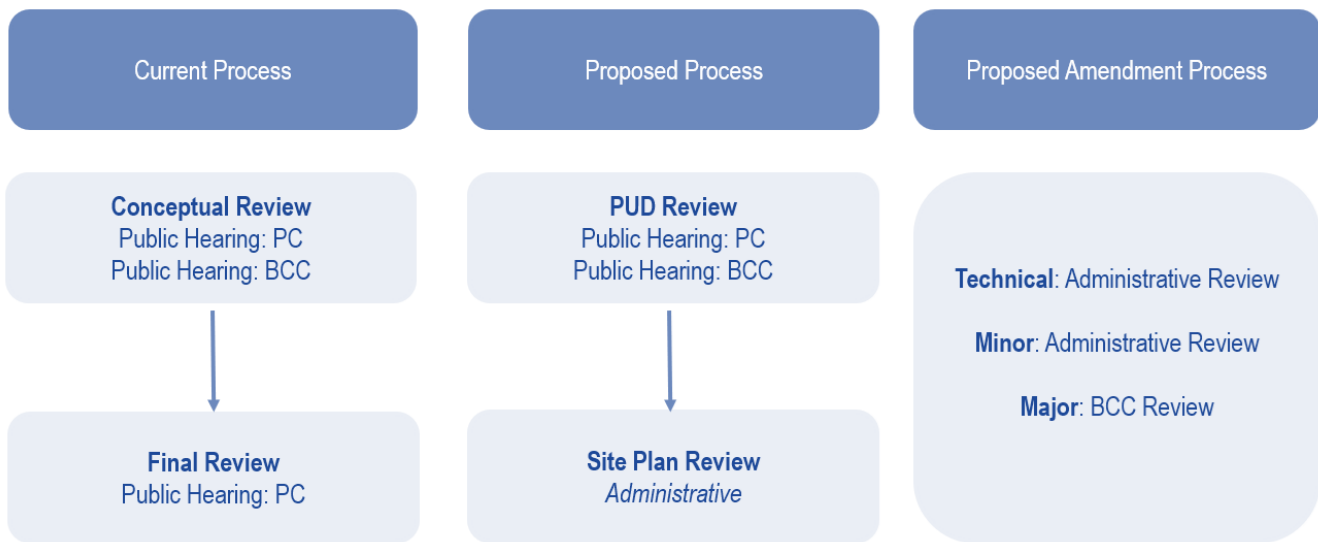 Current Process
Conceptual Review
Public Hearing: PC
Public Hearing: BCC
Final Review
Public Hearing: PC
Proposed Process
PUD Review
Public Hearing: PC
Public Hearing: BCC
Site Plan Review
Administrative
Proposed Amendment Process
Technical: Administrative Review
Minor: Administrative Review
Major: BCC Review